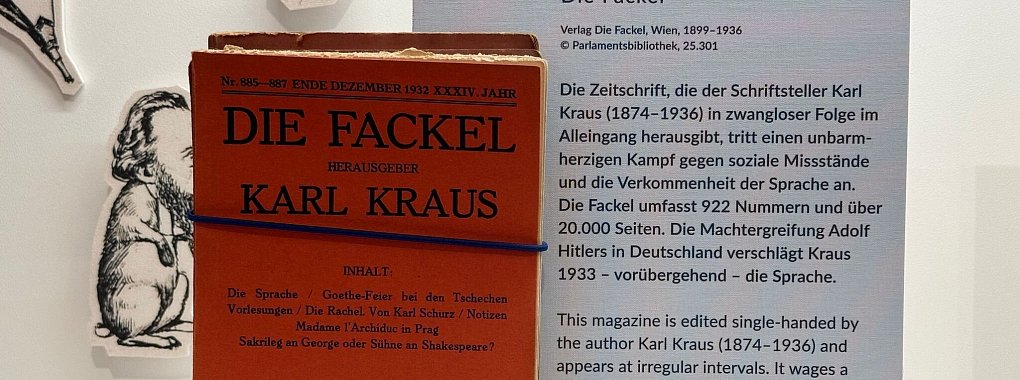 Nr. 885—887 ENDE DEZEMBER 1932 XXXIV. JAHR
DIE FACKEL
HERAUSGEBER
KARL KRAUS
INHALT:
Die Sprache / Goethe-Feier bei den Tschechen
Vorlesungen / Die Rachel. Von Karl Schurz / Notizen
Madame l'Archiduc in Prag
Sakrileg an George oder Sühne an Shakespeare?
Die Fackel
Verlag Die Fackel, Wien, 1899–1936
© Parlamentsbibliothek, 25.301
Die Zeitschrift, die der Schriftsteller Karl
Kraus (1874–1936) in zwangloser Folge im
Alleingang herausgibt, tritt einen unbarm-
herzigen Kampf gegen soziale Missstände
und die Verkommenheit der Sprache an.
Die Fackel umfasst 922 Nummern und über
20.000 Seiten. Die Machtergreifung Adolf
Hitlers in Deutschland verschlägt Kraus
1933 – vorübergehend – die Sprache.
This magazine is edited single-handed by
the author Karl Kraus (1874–1936) and
appears at irregular intervals. It wages a